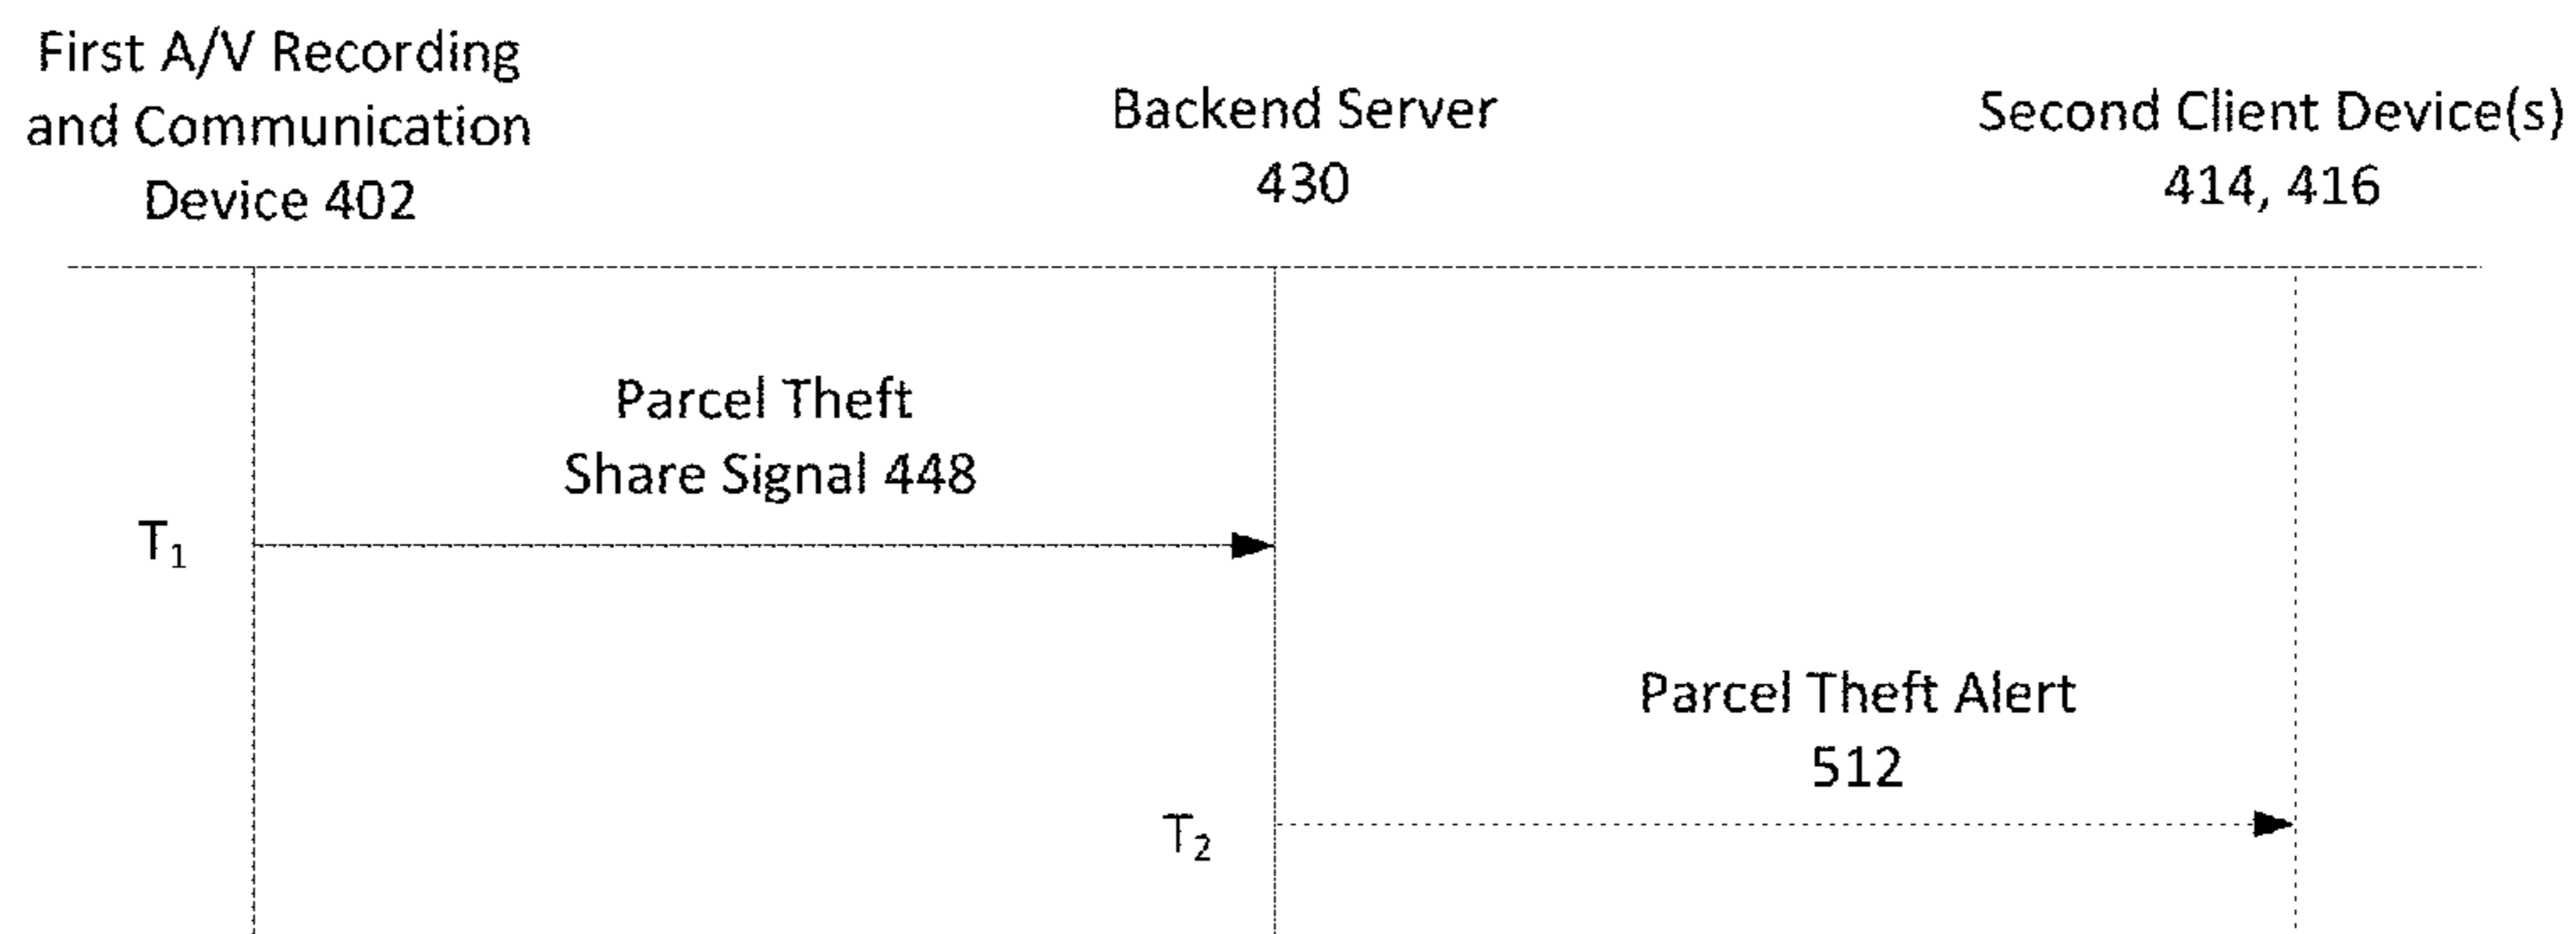 First A/V Recording
and Communication
Device 402
Backend Server
430
Second Client Device(s)
414, 416
Parcel Theft
Share Signal 448
T₁
Parcel Theft Alert
512
T₂